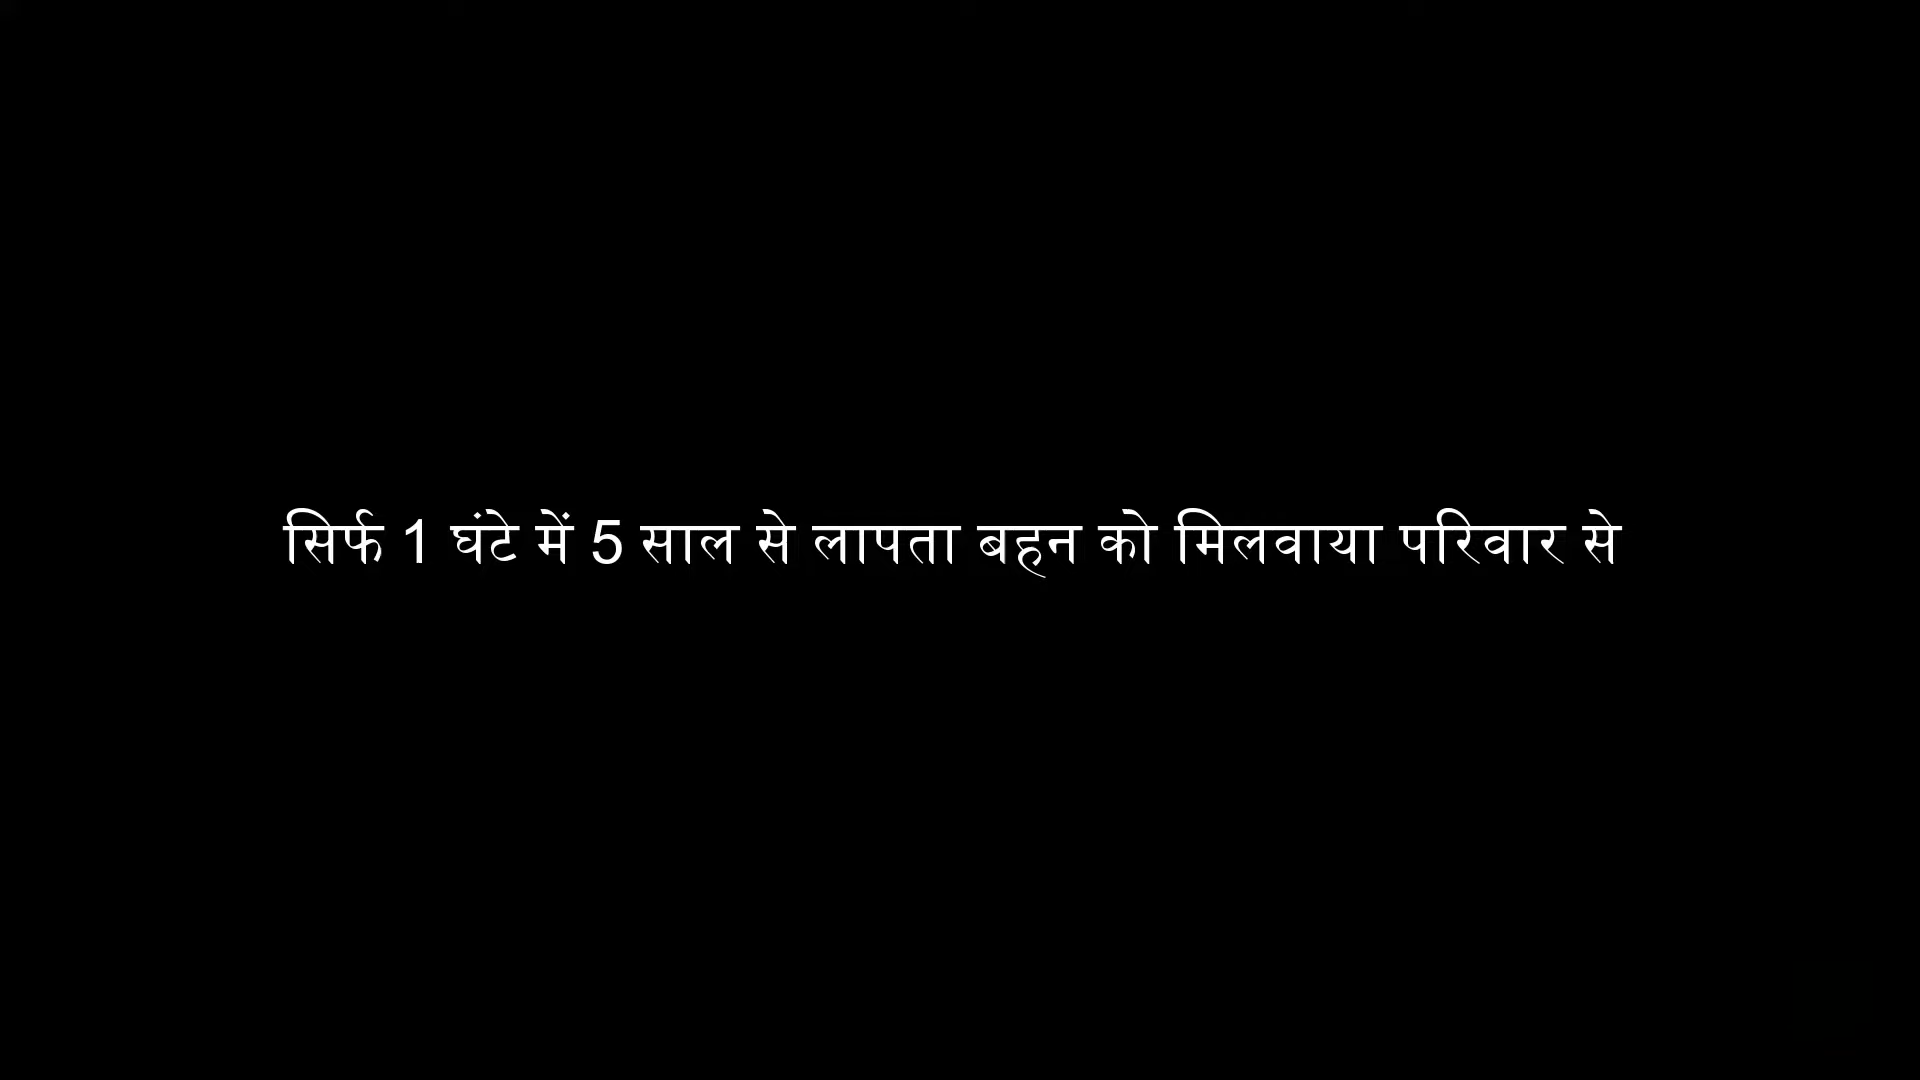 सिर्फ 1 घंटे में 5 साल से लापता बहन को मिलवाया परिवार से